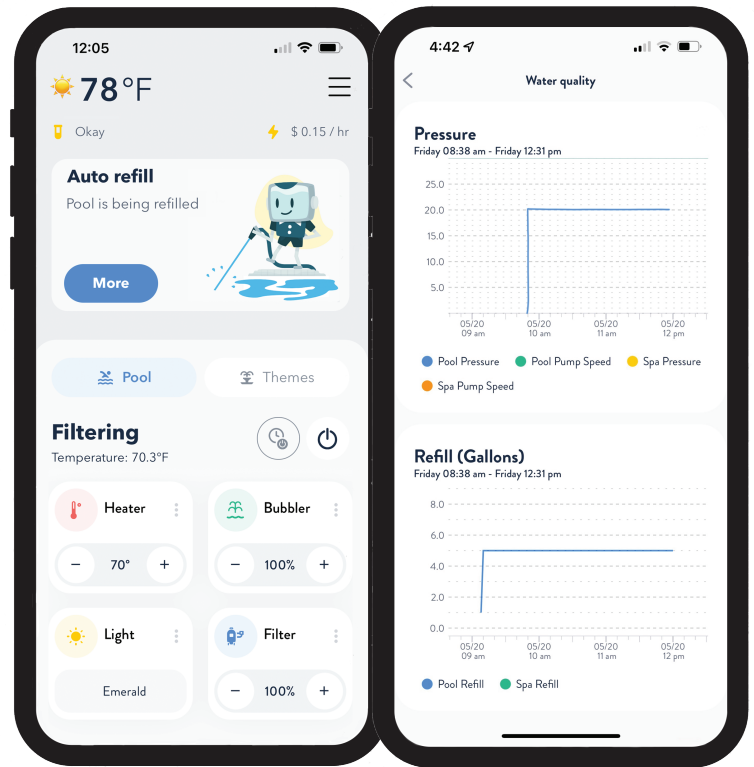 12:05
78°F
Okay
$ 0.15 / hr
Auto refill
Pool is being refilled
More
Pool
Themes
Filtering
Temperature: 70.3°F
Heater
Bubbler
− 70° +
− 100% +
Light
Filter
Emerald
− 100% +
4:42
Water quality
Pressure
Friday 08:38 am - Friday 12:31 pm
25.0
20.0
15.0
10.0
5.0
05/20 05/20 05/20 05/20
09 am 10 am 11 am 12 pm
Pool Pressure Pool Pump Speed Spa Pressure
Spa Pump Speed
Refill (Gallons)
Friday 08:38 am - Friday 12:31 pm
8.0
6.0
4.0
2.0
0.0
05/20 05/20 05/20 05/20
09 am 10 am 11 am 12 pm
Pool Refill Spa Refill